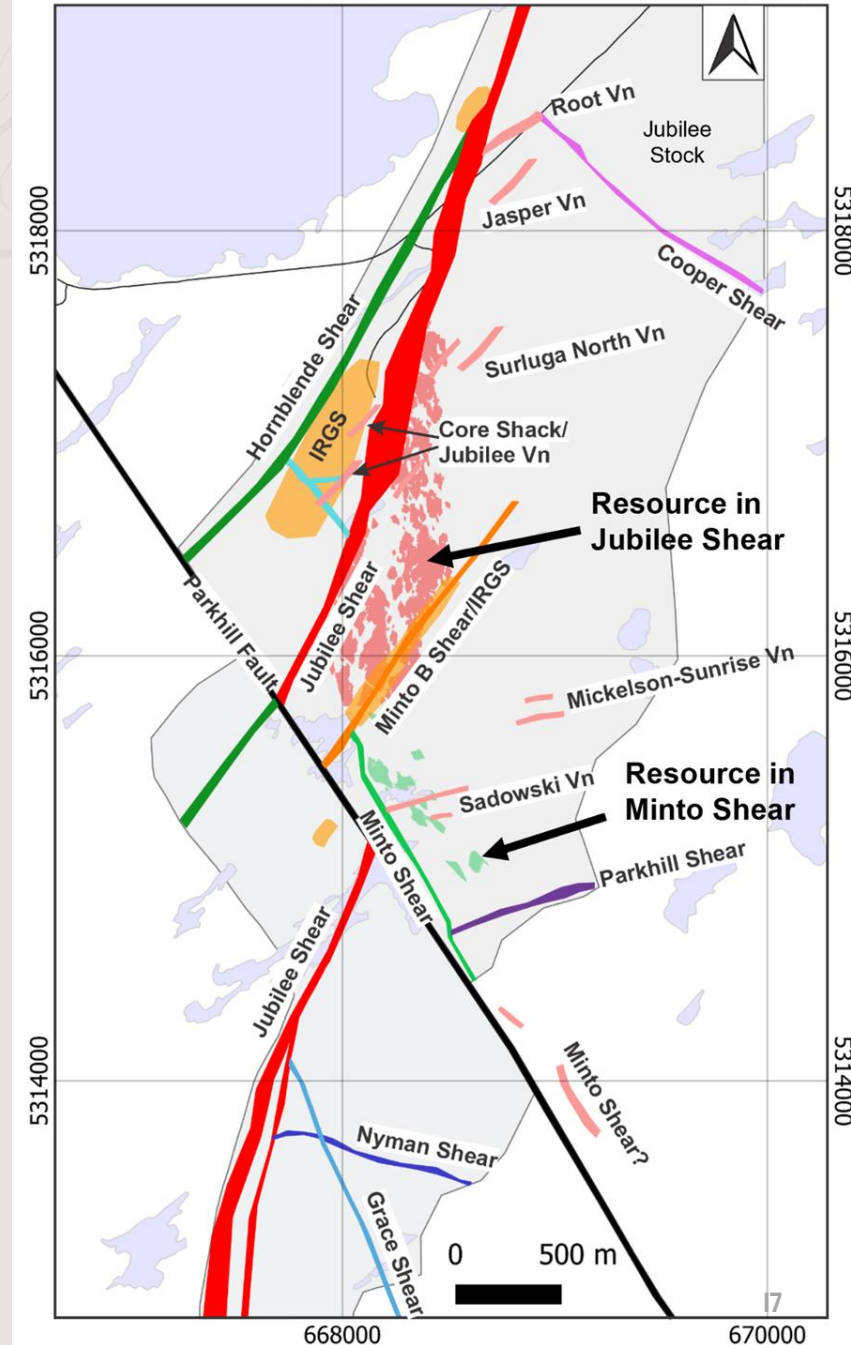 Root Vn
Jubilee
Stock
Jasper Vn
5318000
5318000
Cooper Shear
Hornblende Shear
Surluga North Vn
IRGS
Core Shack/
Jubilee Vn
Resource in
Jubilee Shear
Parkhill Fault
Jubilee Shear
Minto B Shear/IRGS
5316000
5316000
Mickelson-Sunrise Vn
Sadowski Vn
Resource in
Minto Shear
Minto Shear
Parkhill Shear
Jubilee Shear
5314000
5314000
Minto Shear?
Nyman Shear
Grace Shear
0 500 m
17
668000
670000